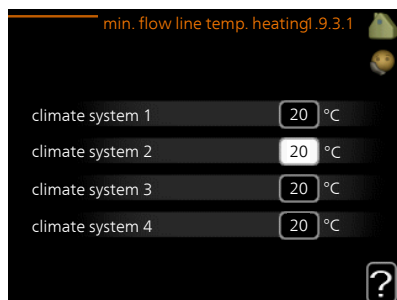 min. flow line temp. heating1.9.3.1
climate system 1 20 °C
climate system 2 20 °C
climate system 3 20 °C
climate system 4 20 °C
?